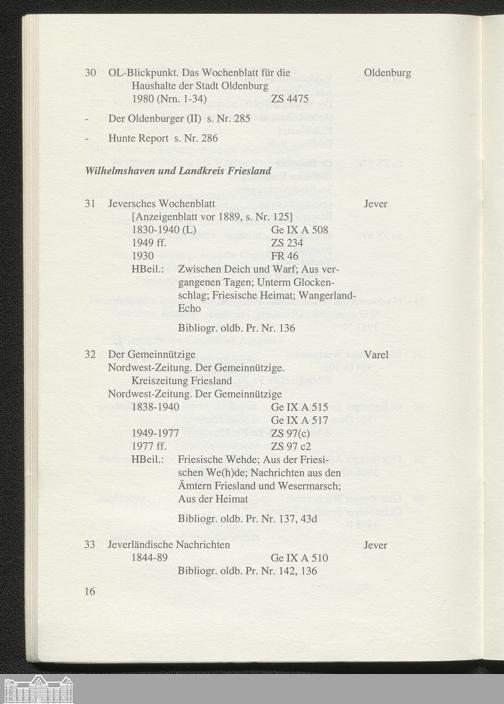 30 OL-Blickpunkt. Das Wochenblatt für die Oldenburg
Haushalte der Stadt Oldenburg
1980 (Nrn. 1-34) ZS 4475
- Der Oldenburger (II) s. Nr. 285
- Hunte Report s. Nr. 286
Wilhelmshaven und Landkreis Friesland
31 Jeversches Wochenblatt Jever
[Anzeigenblatt vor 1889, s. Nr. 125]
1830-1940 (L) Ge IX A 508
1949 ff. ZS 234
1930 FR 46
HBeil.: Zwischen Deich und Warf; Aus ver-
gangenen Tagen; Unterm Glocken-
schlag; Friesische Heimat; Wangerland-
Echo
Bibliogr. oldb. Pr. Nr. 136
32 Der Gemeinnützige Varel
Nordwest-Zeitung. Der Gemeinnützige.
Kreiszeitung Friesland
Nordwest-Zeitung. Der Gemeinnützige
1838-1940 Ge IX A 515
Ge IX A 517
1949-1977 ZS 97(c)
1977 ff. ZS 97 c2
HBeil.: Friesische Wehde; Aus der Friesi-
schen We(h)de; Nachrichten aus den
Ämtern Friesland und Wesermarsch;
Aus der Heimat
Bibliogr. oldb. Pr. Nr. 137, 43d
33 Jeverländische Nachrichten Jever
1844-89 Ge IX A 510
Bibliogr. oldb. Pr. Nr. 142, 136
16